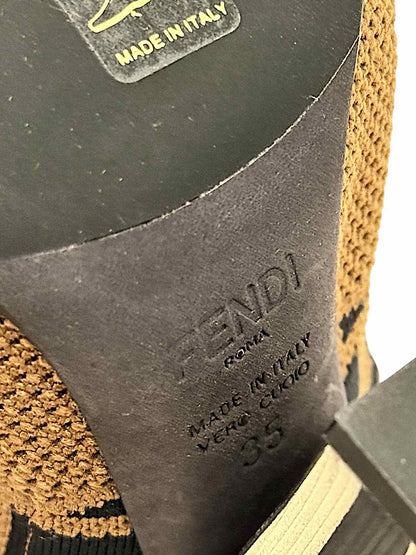 MADE IN ITALY
FENDI
ROMA
MADE IN ITALY
VERO CUOIO
35